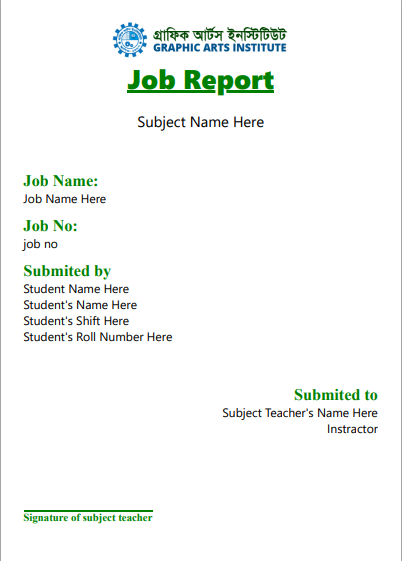 গ্রাফিক আর্টস ইনস্টিটিউট
GRAPHIC ARTS INSTITUTE
Job Report
Subject Name Here
Job Name:
Job Name Here
Job No:
job no
Submited by
Student Name Here
Student's Name Here
Student's Shift Here
Student's Roll Number Here
Submited to
Subject Teacher's Name Here
Instractor
Signature of subject teacher